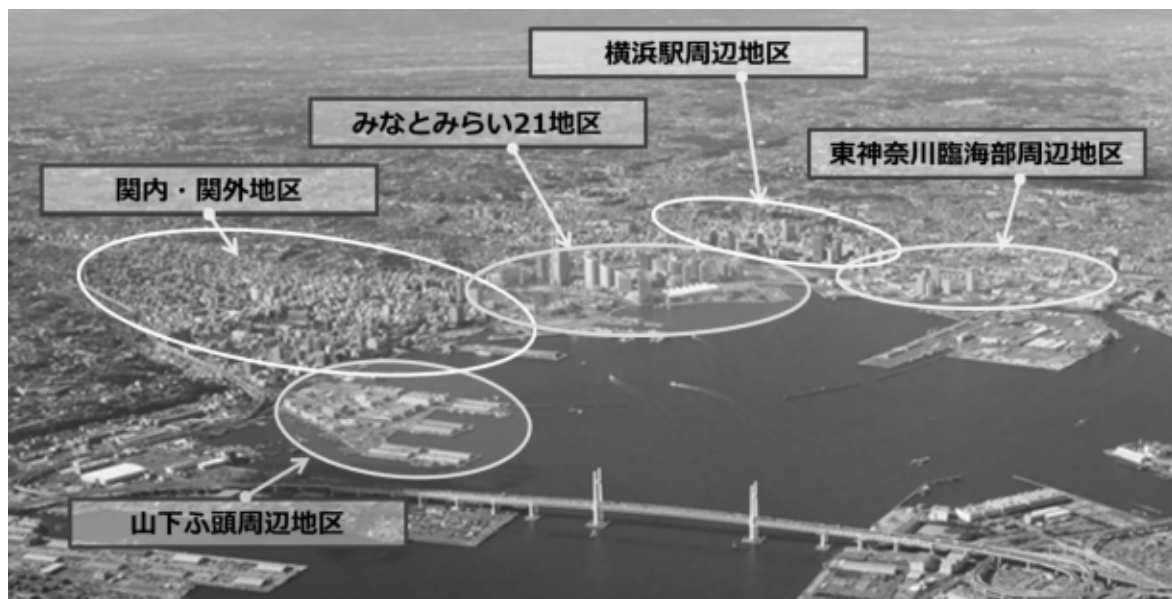 横浜駅周辺地区
みなとみらい21地区
東神奈川臨海部周辺地区
関内・関外地区
山下ふ頭周辺地区